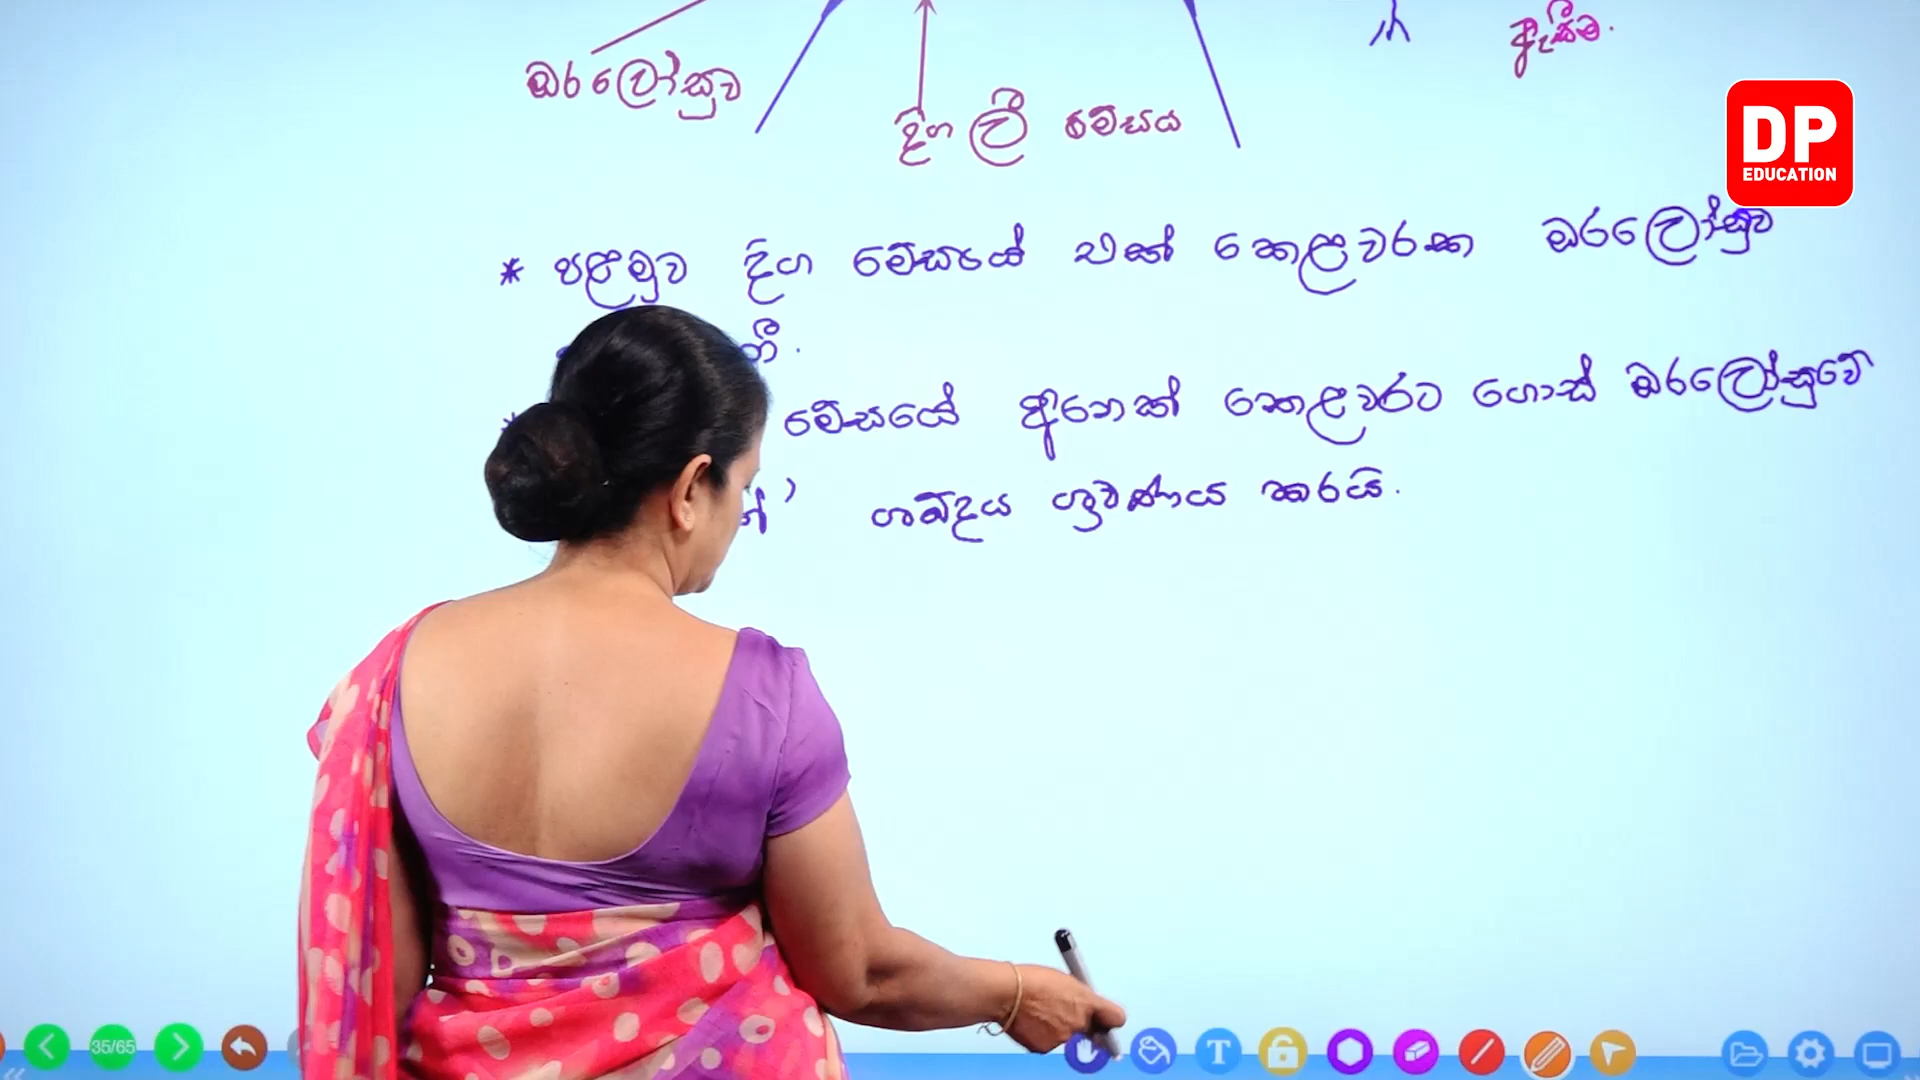 ඇසීම.
ඔරලෝසුව
දිග ලී මේසය
DP
EDUCATION
* පළමුව දිග මේසයේ එක් කෙළවරක ඔරලෝසුව
* මේසයේ අනෙක් කෙළවරට ගොස් ඔරලෝසුවේ
ශබ්දය ශ්‍රවණය කරයි.
35/65
T